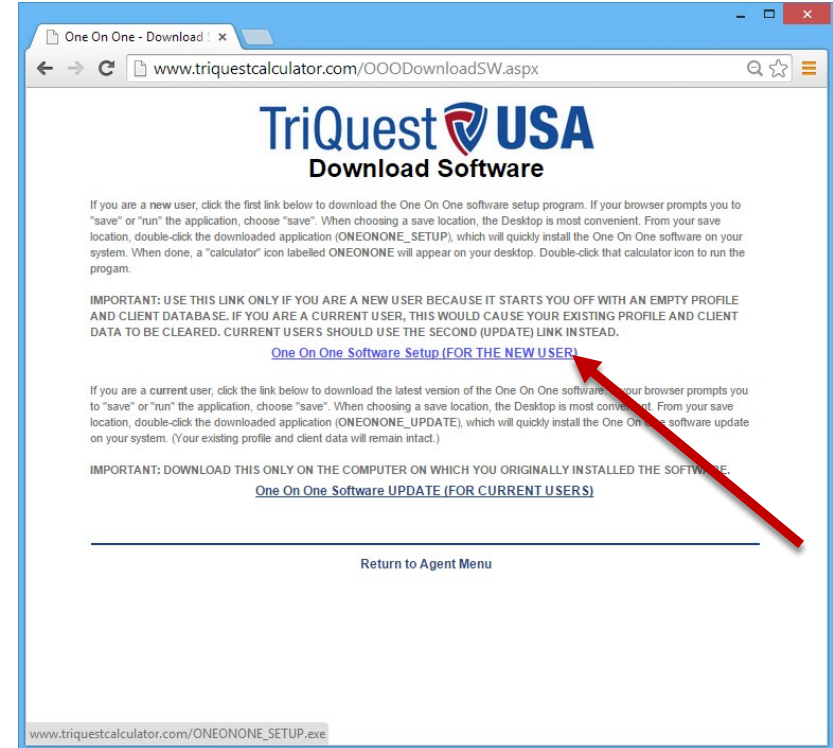 One On One - Download
www.triquestcalculator.com/OOODownloadSW.aspx
TriQuest USA
Download Software
If you are a new user, click the first link below to download the One On One software setup program. If your browser prompts you to
"save" or "run" the application, choose "save". When choosing a save location, the Desktop is most convenient. From your save
location, double-click the downloaded application (ONEONONE_SETUP), which will quickly install the One On One software on your
system. When done, a "calculator" icon labelled ONEONONE will appear on your desktop. Double-click that calculator icon to run the
progam.
IMPORTANT: USE THIS LINK ONLY IF YOU ARE A NEW USER BECAUSE IT STARTS YOU OFF WITH AN EMPTY PROFILE
AND CLIENT DATABASE. IF YOU ARE A CURRENT USER, THIS WOULD CAUSE YOUR EXISTING PROFILE AND CLIENT
DATA TO BE CLEARED. CURRENT USERS SHOULD USE THE SECOND (UPDATE) LINK INSTEAD.
One On One Software Setup (FOR THE NEW USER)
If you are a current user, click the link below to download the latest version of the One On One software. your browser prompts you
to "save" or "run" the application, choose "save". When choosing a save location, the Desktop is most convenient. From your save
location, double-click the downloaded application (ONEONONE_UPDATE), which will quickly install the One On One software update
on your system. (Your existing profile and client data will remain intact.)
IMPORTANT: DOWNLOAD THIS ONLY ON THE COMPUTER ON WHICH YOU ORIGINALLY INSTALLED THE SOFTWARE.
One On One Software UPDATE (FOR CURRENT USERS)
Return to Agent Menu
www.triquestcalculator.com/ONEONONE_SETUP.exe